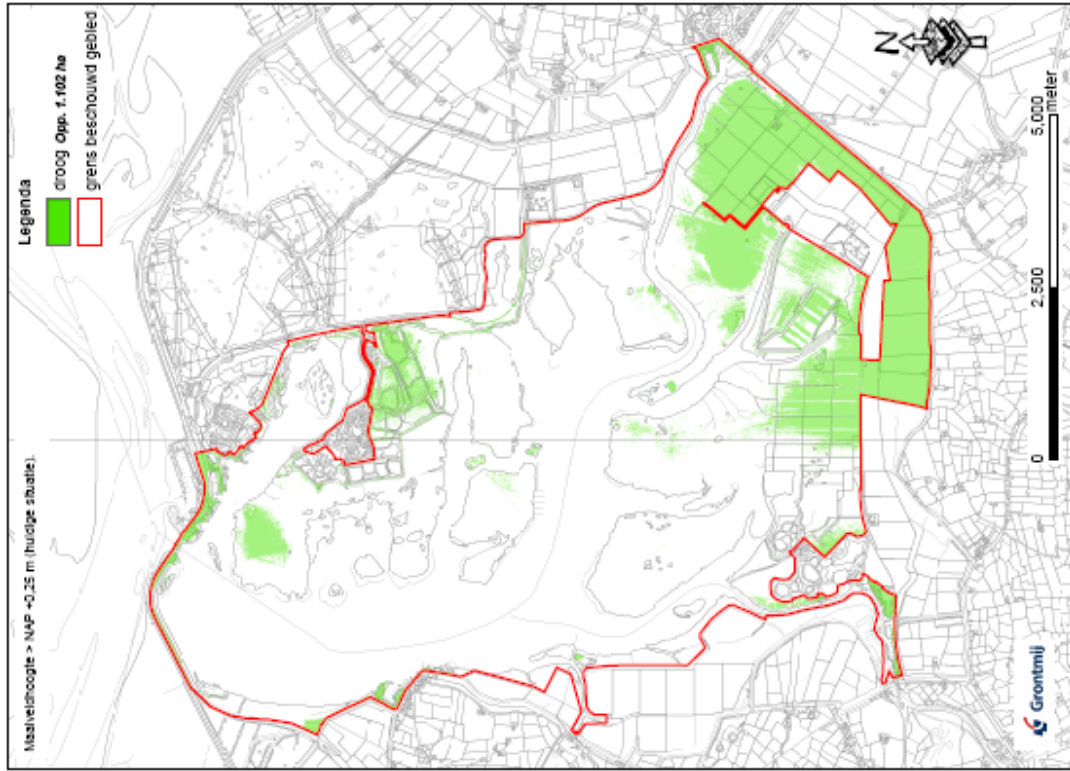 Maaiveldhoogte > NAP +0,25 m (huidige situatie).
Legenda
droog Opp. 1.102 ha
grens beschouwd gebied
N
0 2,500 5,000
meter
Grontmij